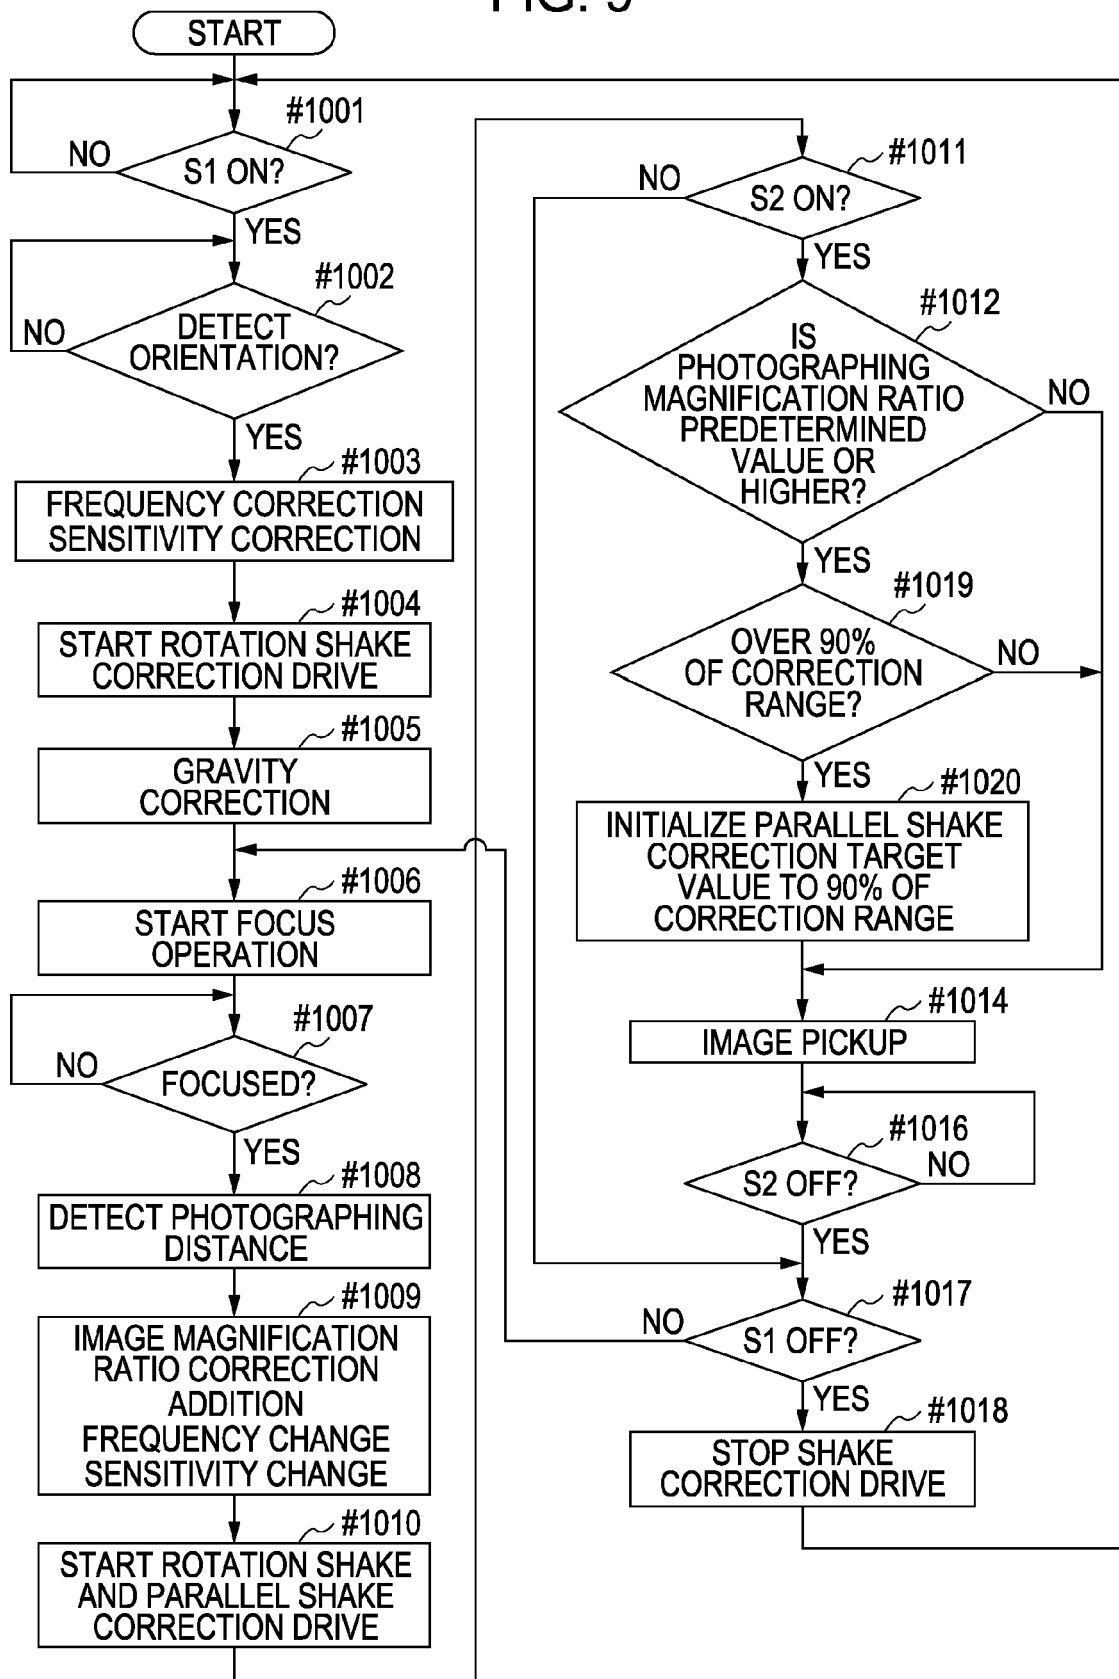 FIG. 9
START
#1001
S1 ON?
NO
YES
#1002
DETECT
ORIENTATION?
NO
YES
#1003
FREQUENCY CORRECTION
SENSITIVITY CORRECTION
#1004
START ROTATION SHAKE
CORRECTION DRIVE
#1005
GRAVITY
CORRECTION
#1006
START FOCUS
OPERATION
#1007
FOCUSED?
NO
YES
#1008
DETECT PHOTOGRAPHING
DISTANCE
#1009
IMAGE MAGNIFICATION
RATIO CORRECTION
ADDITION
FREQUENCY CHANGE
SENSITIVITY CHANGE
#1010
START ROTATION SHAKE
AND PARALLEL SHAKE
CORRECTION DRIVE
#1011
S2 ON?
NO
YES
#1012
IS
PHOTOGRAPHING
MAGNIFICATION RATIO
PREDETERMINED
VALUE OR
HIGHER?
NO
YES
#1019
OVER 90%
OF CORRECTION
RANGE?
NO
YES
#1020
INITIALIZE PARALLEL SHAKE
CORRECTION TARGET
VALUE TO 90% OF
CORRECTION RANGE
#1014
IMAGE PICKUP
#1016
S2 OFF?
NO
YES
#1017
S1 OFF?
NO
YES
#1018
STOP SHAKE
CORRECTION DRIVE